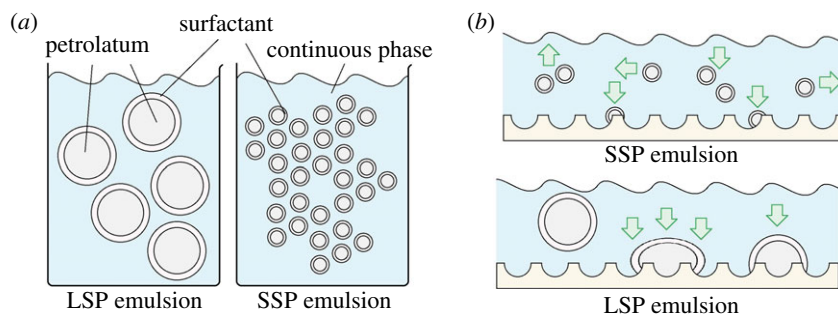 (a)
surfactant
petrolatum
continuous phase
LSP emulsion
SSP emulsion
(b)
SSP emulsion
LSP emulsion